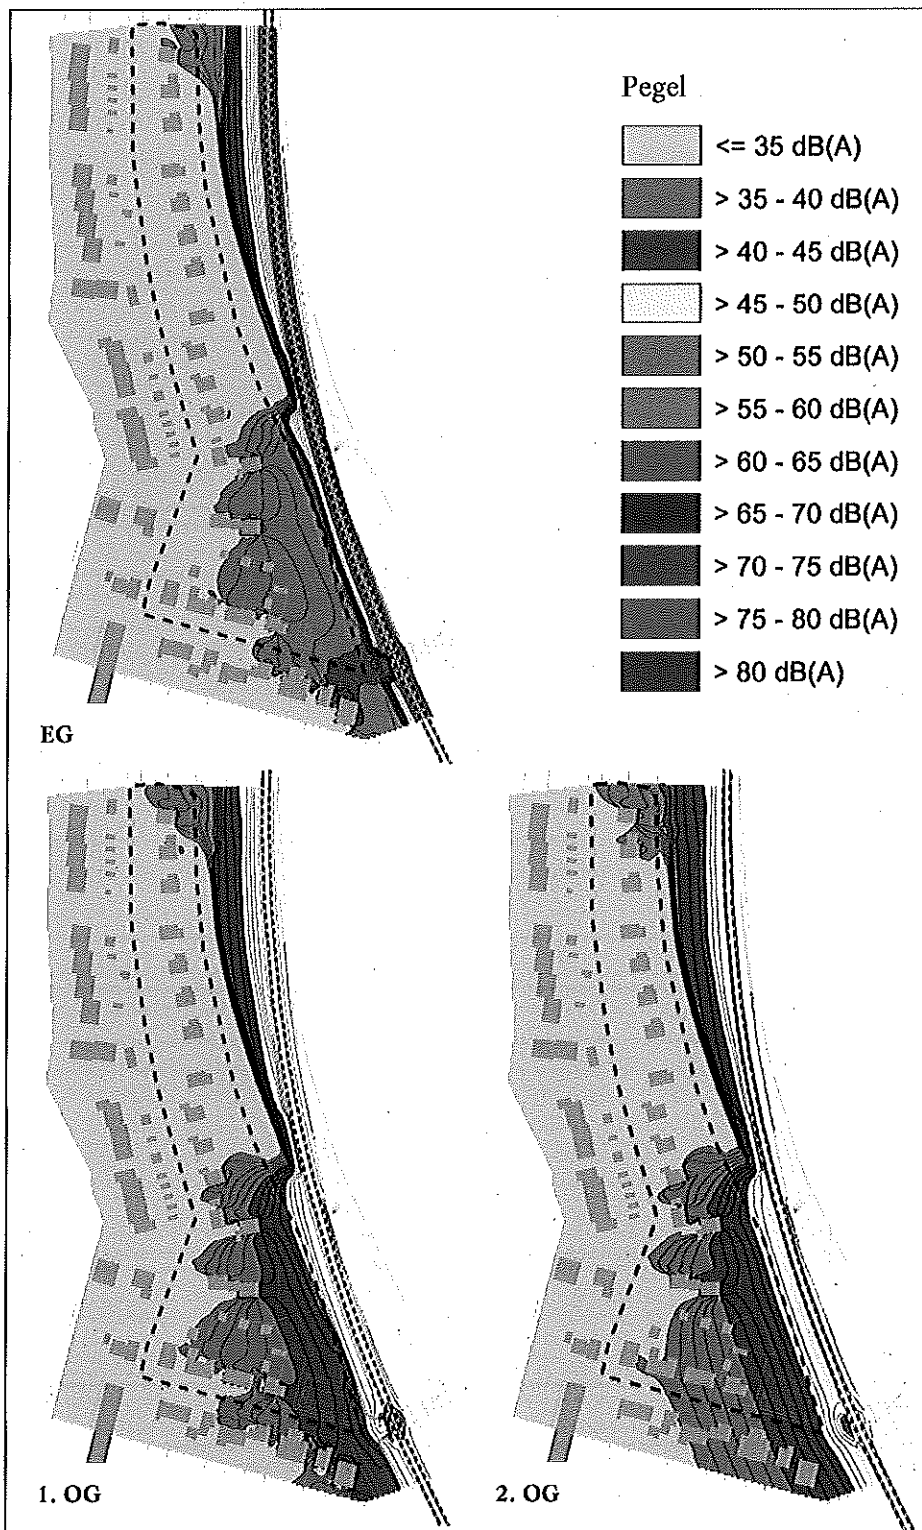 Pegel
<= 35 dB(A)
> 35 - 40 dB(A)
> 40 - 45 dB(A)
> 45 - 50 dB(A)
> 50 - 55 dB(A)
> 55 - 60 dB(A)
> 60 - 65 dB(A)
> 65 - 70 dB(A)
> 70 - 75 dB(A)
> 75 - 80 dB(A)
> 80 dB(A)
EG
1. OG
2. OG